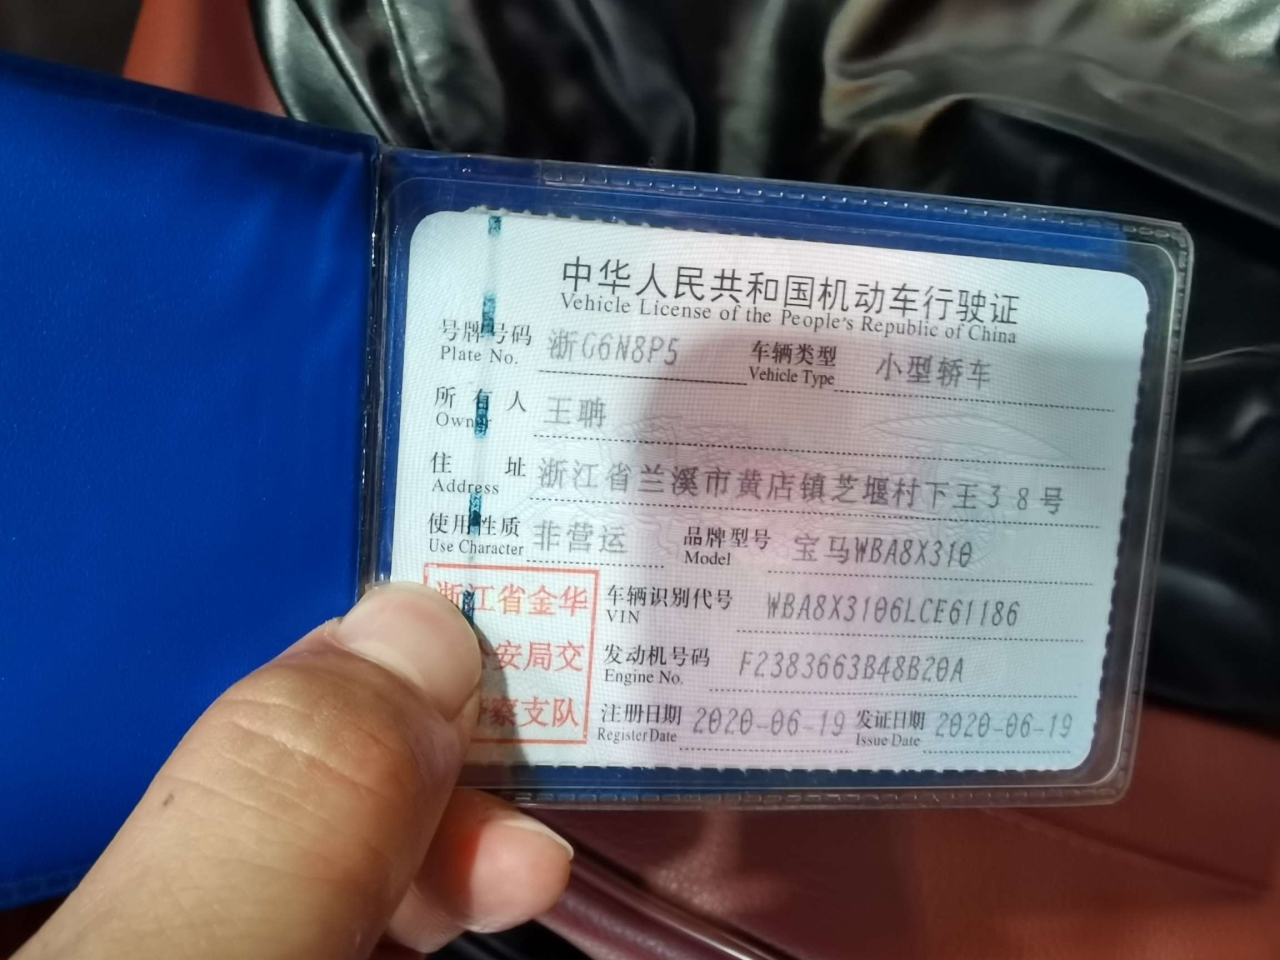 中华人民共和国机动车行驶证
Vehicle License of the People's Republic of China
号牌号码 浙G6N8P5 车辆类型 小型轿车
Plate No. Vehicle Type
所有人 王聃
Owner
住址 浙江省兰溪市黄店镇芝堰村下王38号
Address
使用性质 非营运 品牌型号 宝马WBA8X310
Use Character Model
浙江省金华 车辆识别代号 WBA8X3106LCE61186
VIN
安局交 发动机号码 F2383663B48B20A
Engine No.
察支队 注册日期 2020-06-19 发证日期 2020-06-19
Register Date Issue Date